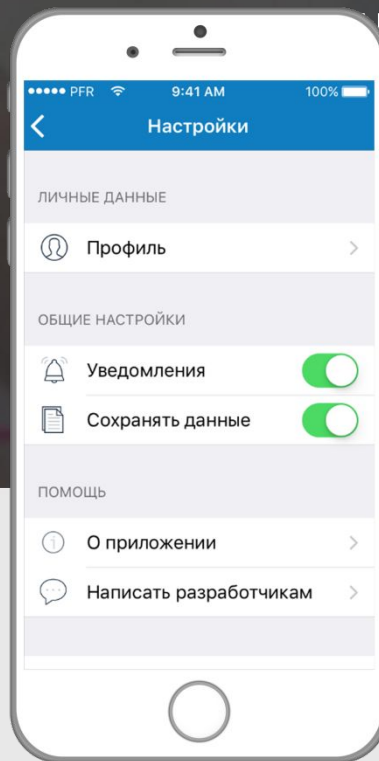 PFR 9:41 AM 100%
Настройки
ЛИЧНЫЕ ДАННЫЕ
Профиль
ОБЩИЕ НАСТРОЙКИ
Уведомления
Сохранять данные
ПОМОЩЬ
О приложении
Написать разработчикам